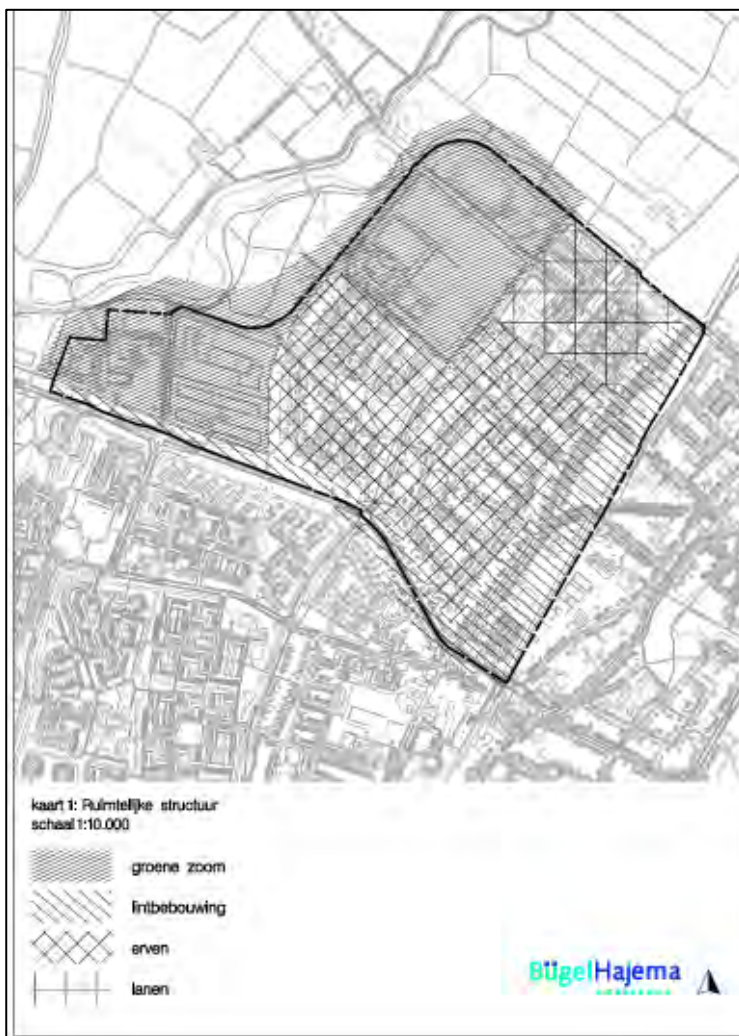 kaart 1: Ruimtelijke structuur
schaal 1:10.000
groene zoom
lintbebouwing
erven
lanen
BügelHajema